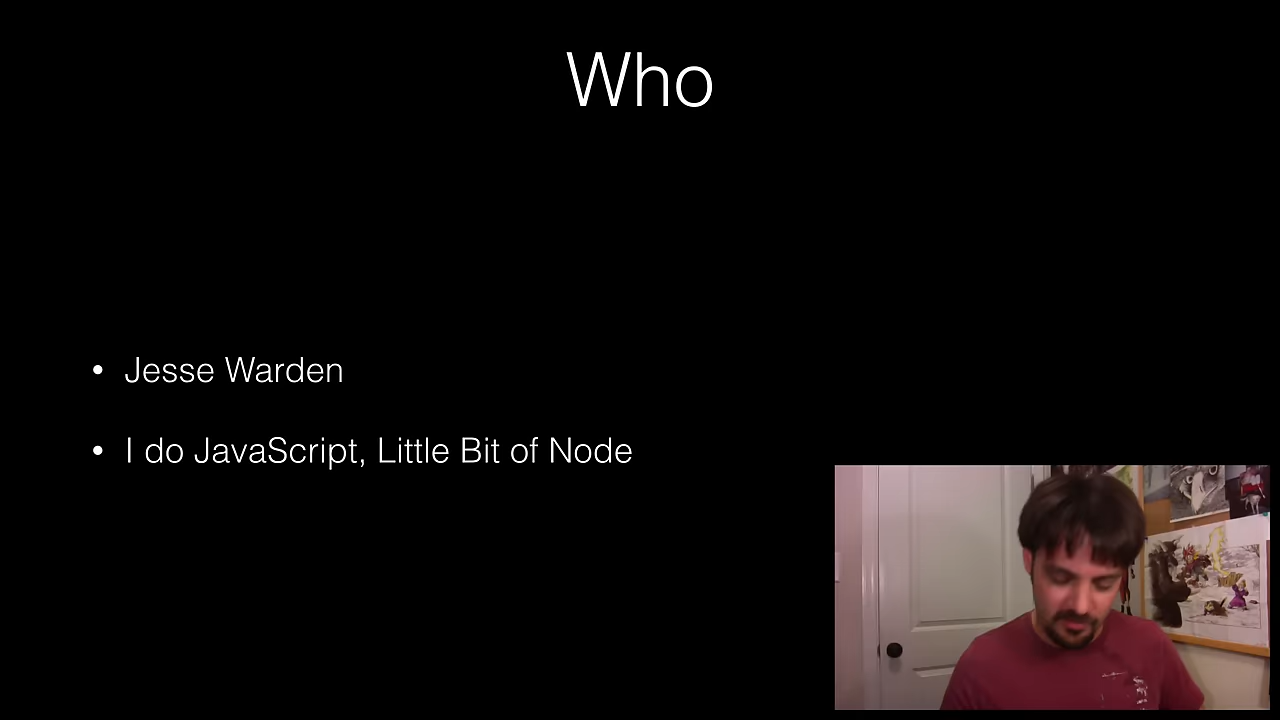 Who
• Jesse Warden
• I do JavaScript, Little Bit of Node